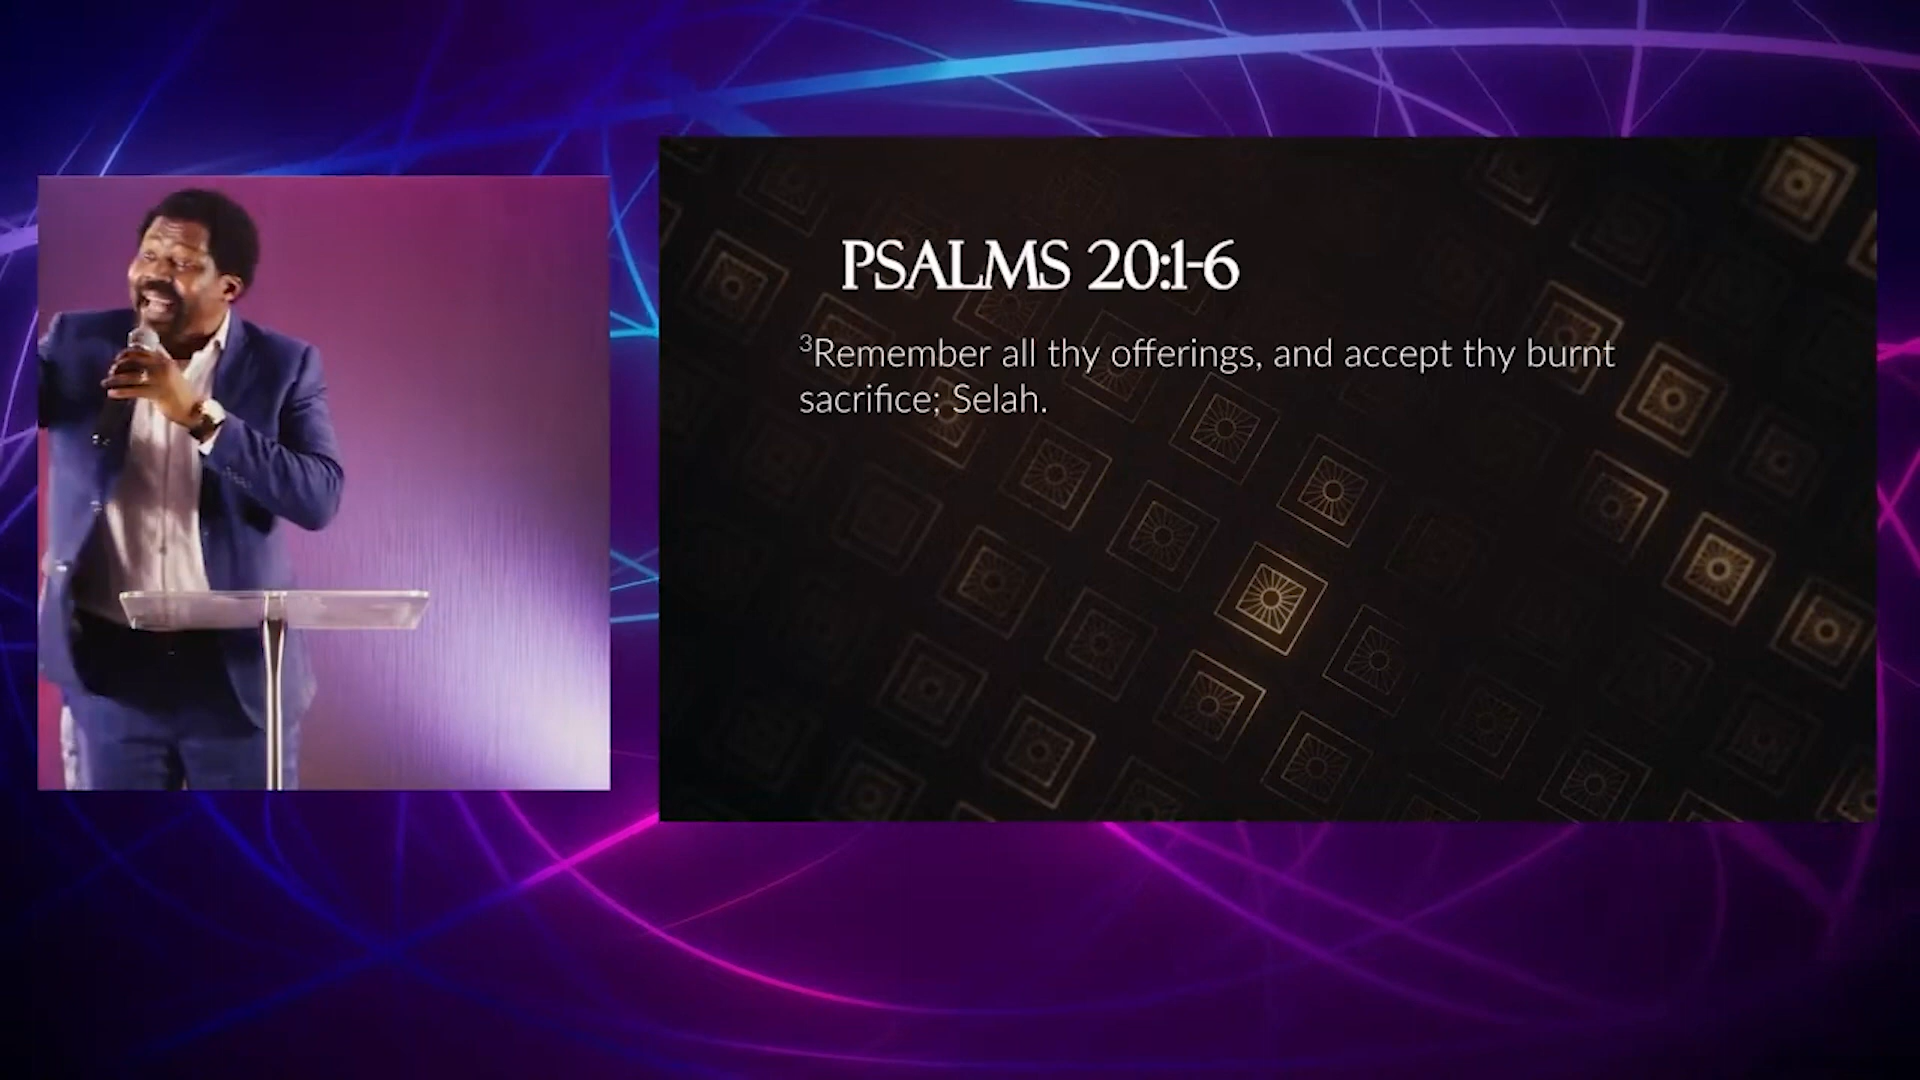 PSALMS 20:1-6
³Remember all thy offerings, and accept thy burnt
sacrifice; Selah.